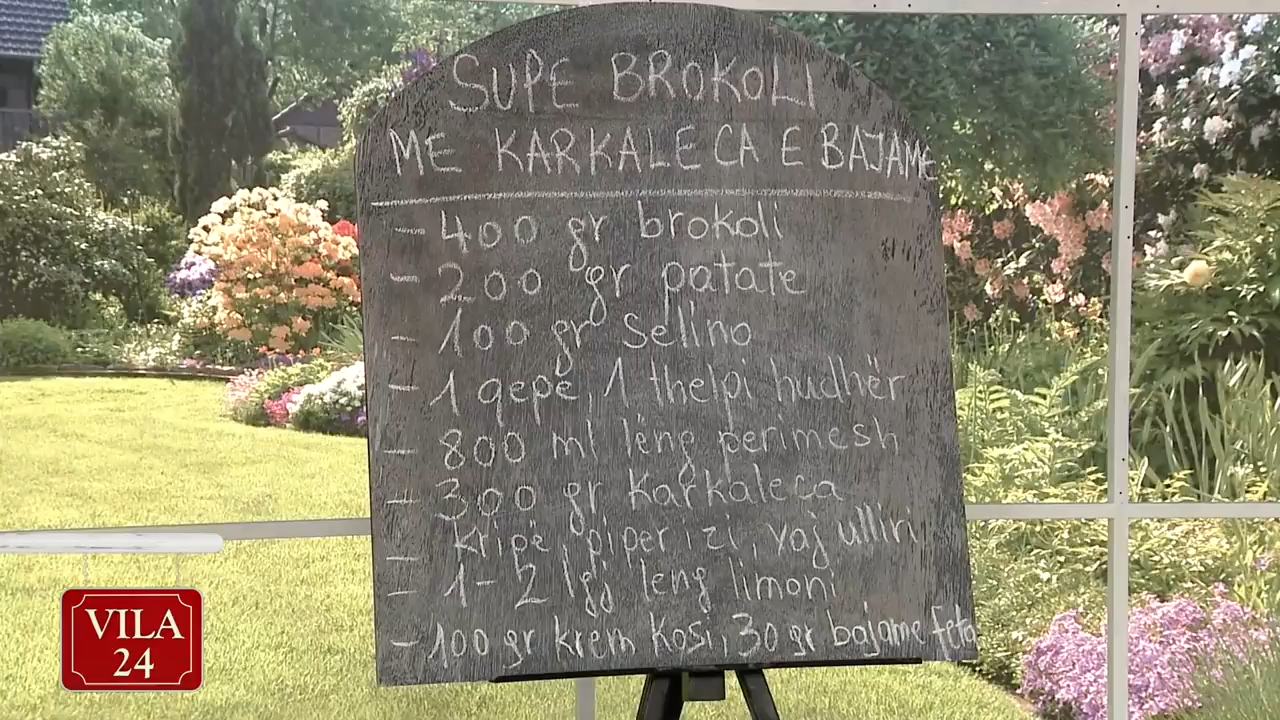 SUPE BROKOLI
ME KARKALECA E BAJAME
- 400 gr brokoli
- 200 gr patate
- 100 gr selino
- 1 qepë, 1 thelpi hudhër
- 800 ml lëng perimesh
- 300 gr karkaleca
- kripë, piper i zi, vaj ulliri
- 1-2 lgj lëng limoni
- 100 gr krem kosi, 30 gr bajame feta
VILA
24